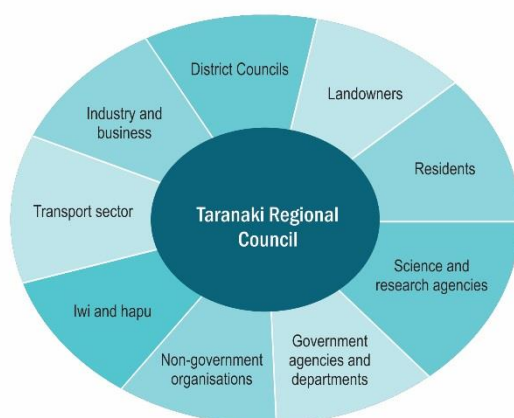 District Councils
Landowners
Residents
Science and
research agencies
Government
agencies and
departments
Non-government
organisations
Iwi and hapu
Transport sector
Industry and
business
Taranaki Regional
Council